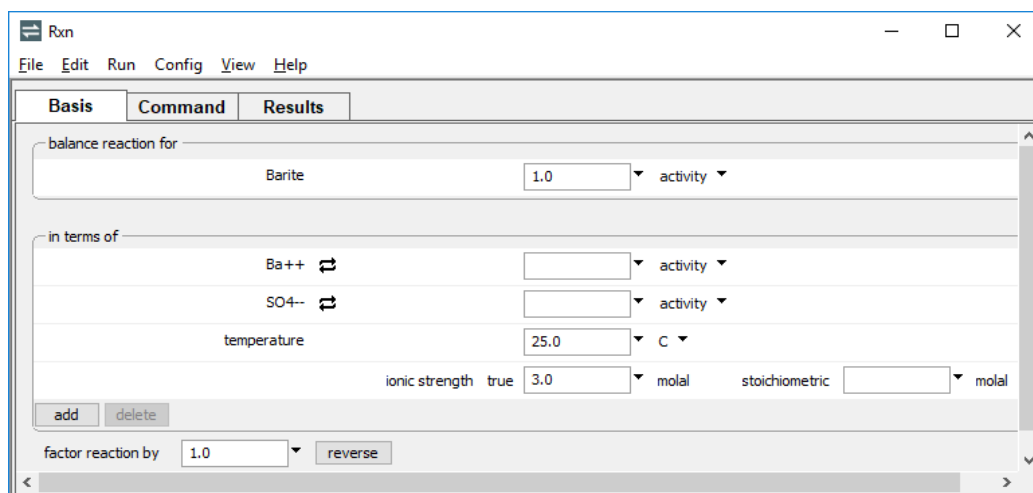 Rxn
File Edit Run Config View Help
Basis Command Results
balance reaction for
Barite 1.0 activity
in terms of
Ba++ activity
SO4-- activity
temperature 25.0 C
ionic strength true 3.0 molal stoichiometric molal
add delete
factor reaction by 1.0 reverse